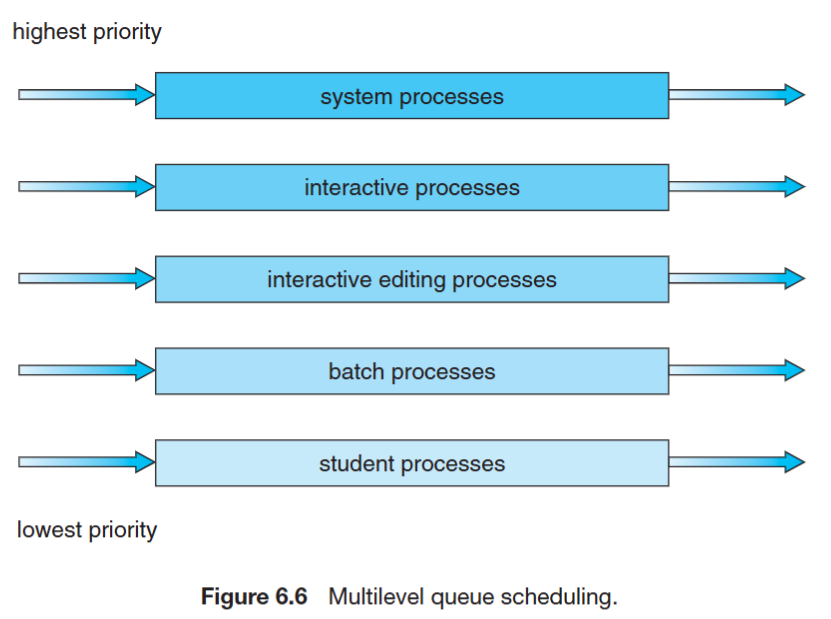 highest priority
system processes
interactive processes
interactive editing processes
batch processes
student processes
lowest priority
Figure 6.6 Multilevel queue scheduling.